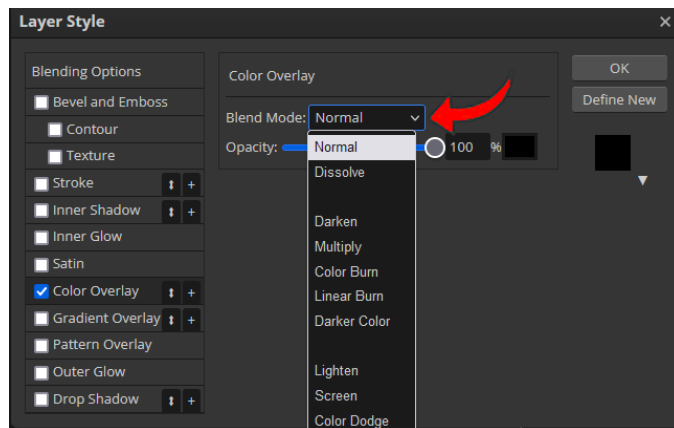 Layer Style
Blending Options
Bevel and Emboss
Contour
Texture
Stroke
Inner Shadow
Inner Glow
Satin
Color Overlay
Gradient Overlay
Pattern Overlay
Outer Glow
Drop Shadow
Color Overlay
Blend Mode: Normal
Opacity: 100 %
Normal
Dissolve
Darken
Multiply
Color Burn
Linear Burn
Darker Color
Lighten
Screen
Color Dodge
OK
Define New